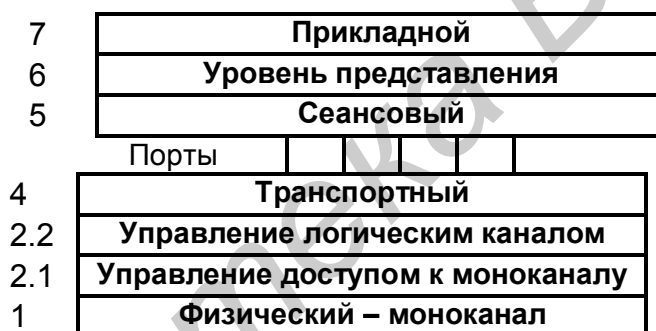 7 Прикладной
6 Уровень представления
5 Сеансовый
Порты
4 Транспортный
2.2 Управление логическим каналом
2.1 Управление доступом к моноканалу
1 Физический – моноканал